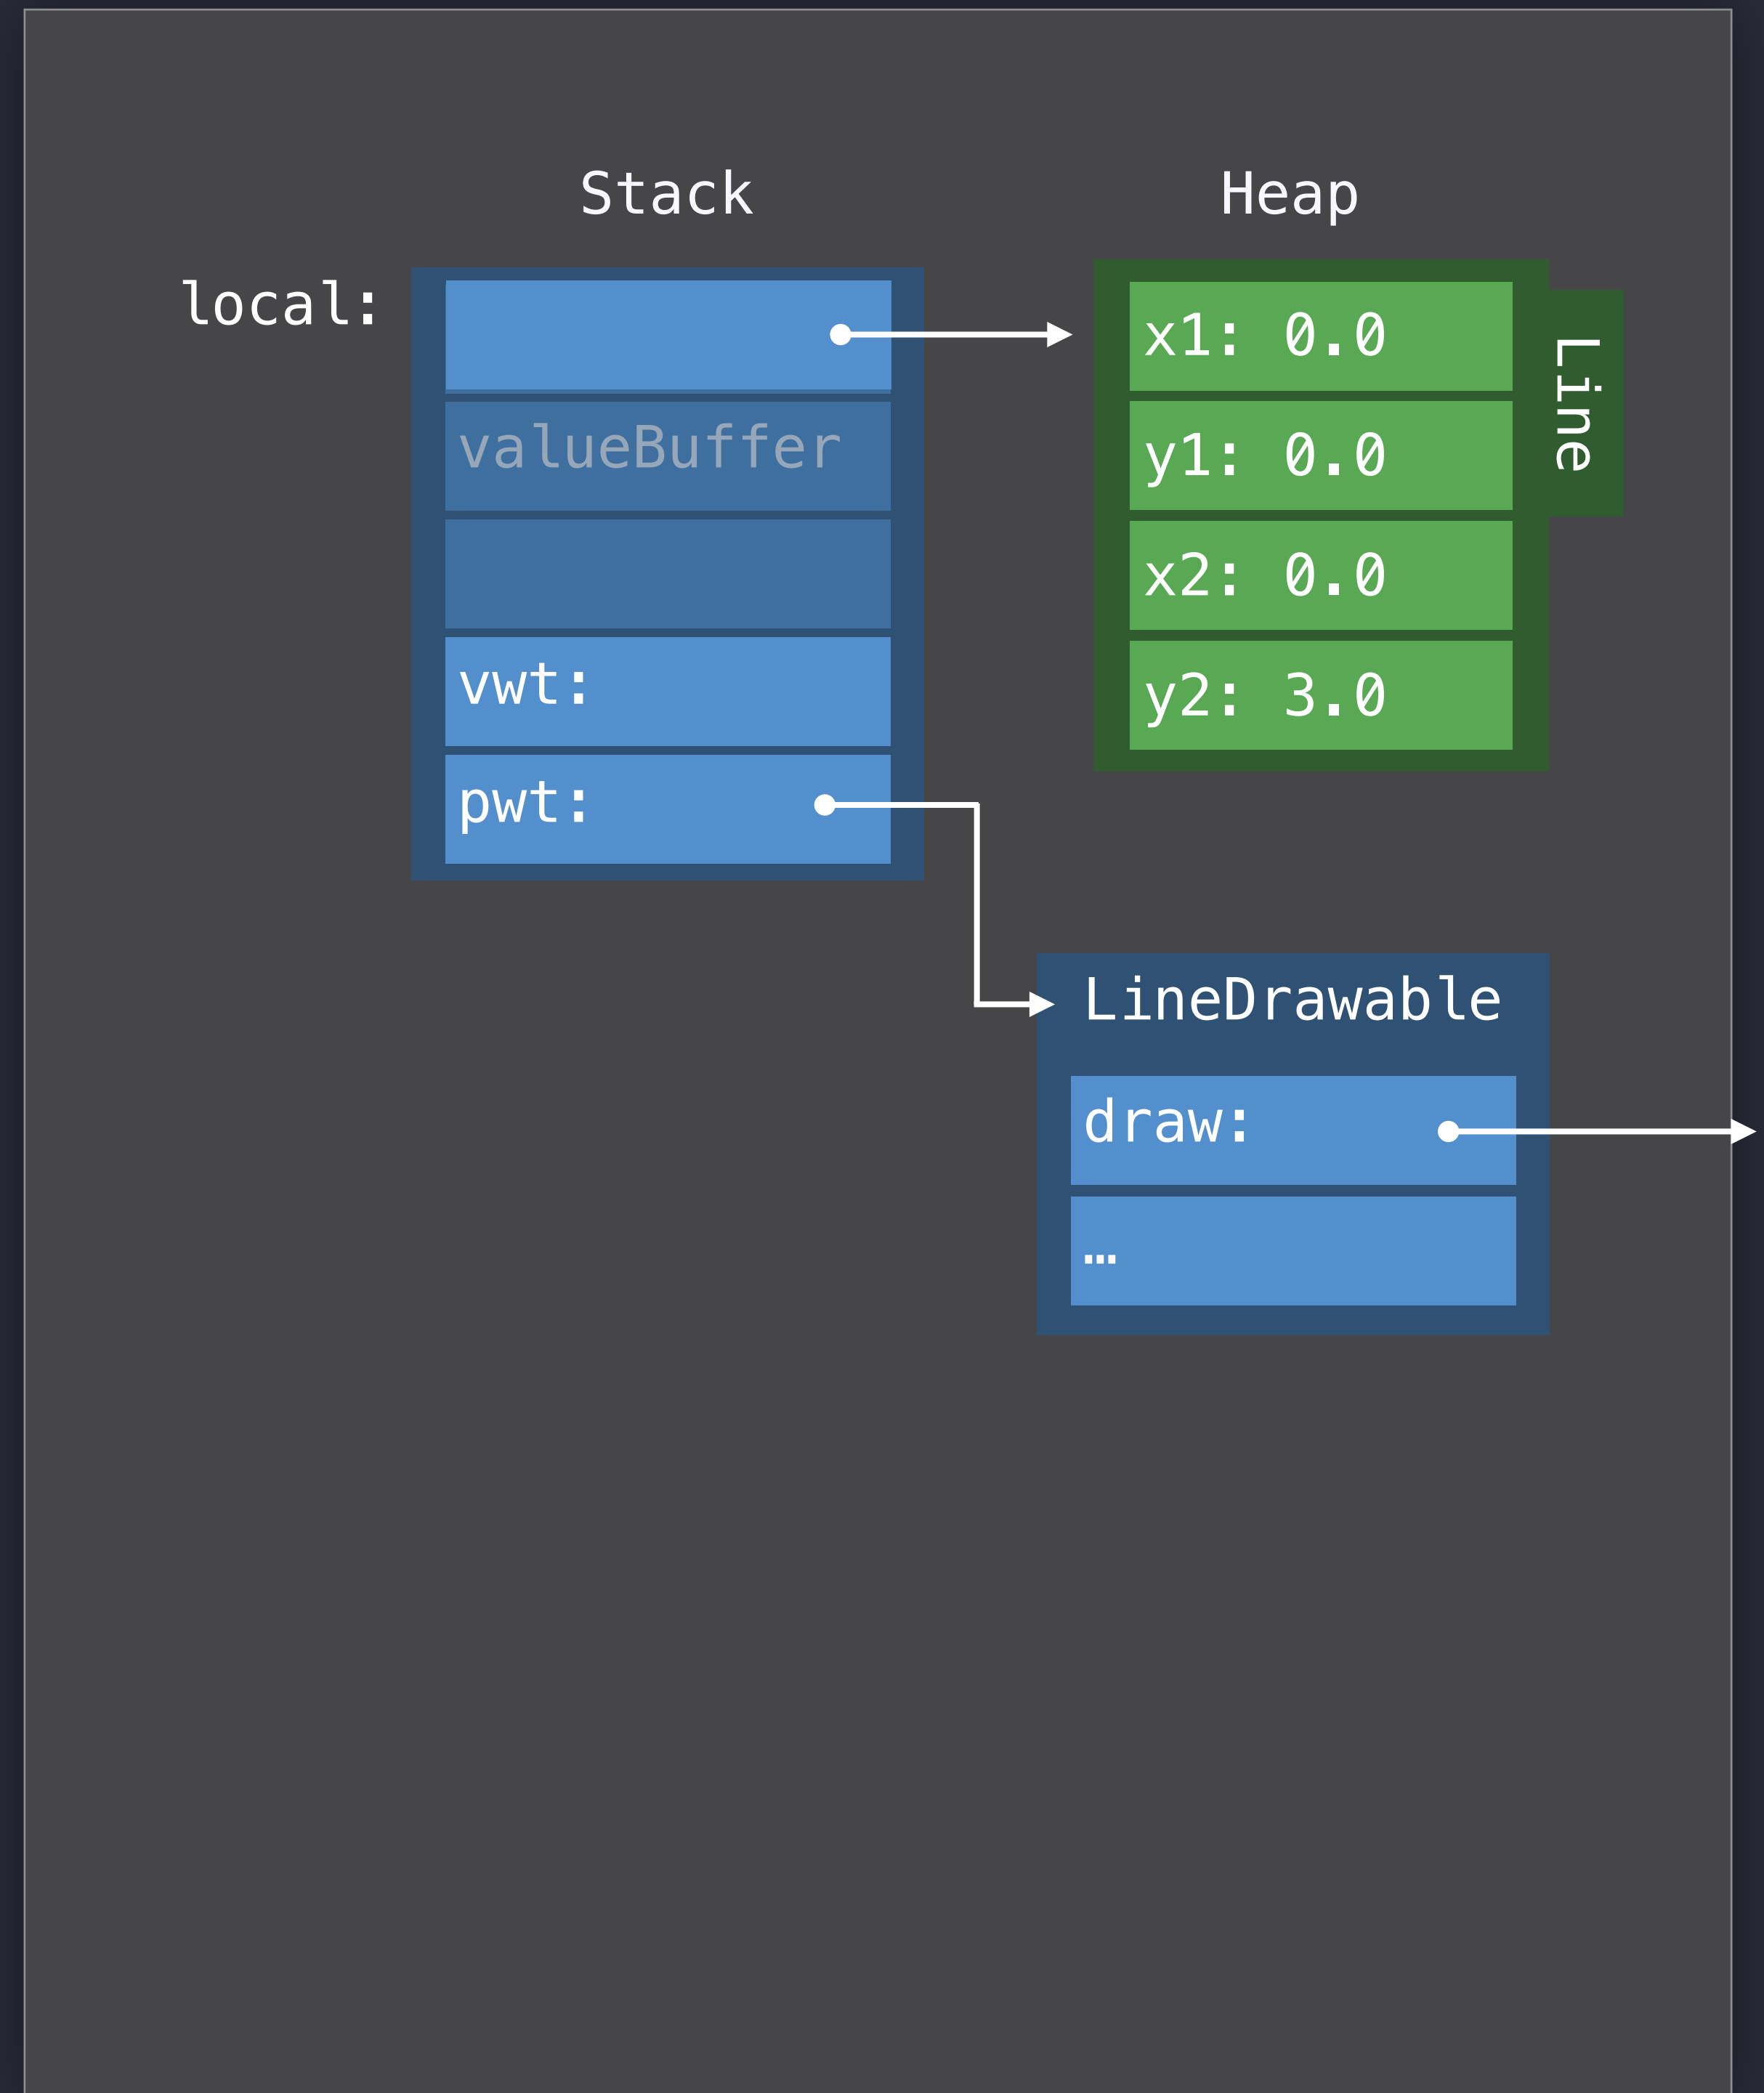 Stack
Heap
local:
valueBuffer
vwt:
pwt:
x1: 0.0
y1: 0.0
x2: 0.0
y2: 3.0
Line
LineDrawable
draw:
…